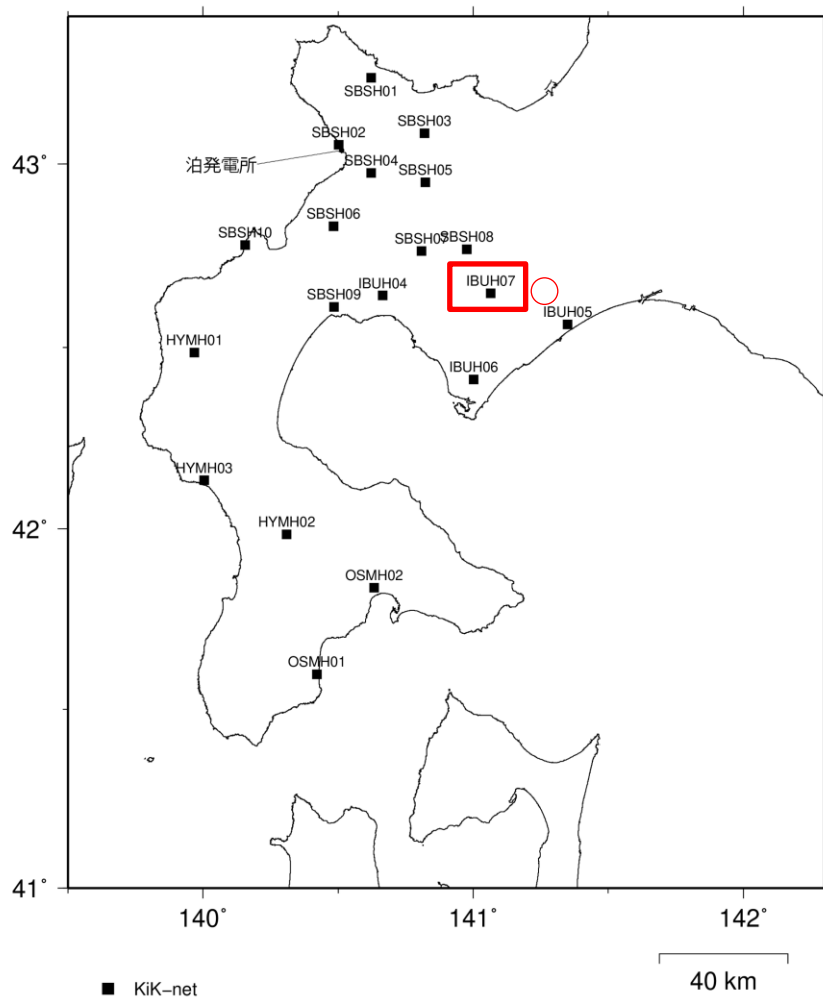 SBSH01
SBSH03
SBSH02
43°
泊発電所
SBSH04
SBSH05
SBSH06
SBSH10
SBSH07
SBSH08
IBUH04
IBUH07
SBSH09
IBUH05
HYMH01
IBUH06
HYMH03
42°
HYMH02
OSMH02
OSMH01
41°
140°
141°
142°
40 km
KiK−net